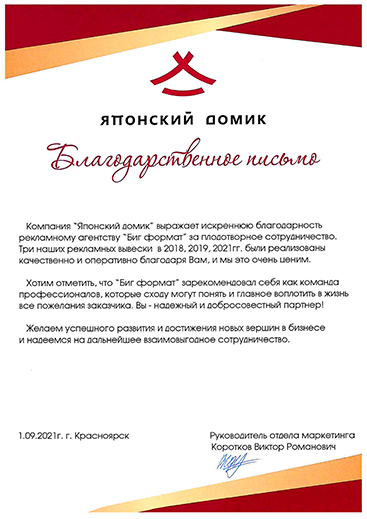 ЯПОНСКИЙ ДОМИК
Благодарственное письмо
Компания "Японский домик" выражает искреннюю благодарность
рекламному агентству "Биг формат" за плодотворное сотрудничество.
Три наших рекламных вывески в 2018, 2019, 2021гг. были реализованы
качественно и оперативно благодаря Вам, и мы это очень ценим.
Хотим отметить, что "Биг формат" зарекомендовал себя как команда
профессионалов, которые сходу могут понять и главное воплотить в жизнь
все пожелания заказчика. Вы - надежный и добросовестный партнер!
Желаем успешного развития и достижения новых вершин в бизнесе
и надеемся на дальнейшее взаимовыгодное сотрудничество.
1.09.2021г. г. Красноярск
Руководитель отдела маркетинга
Коротков Виктор Романович